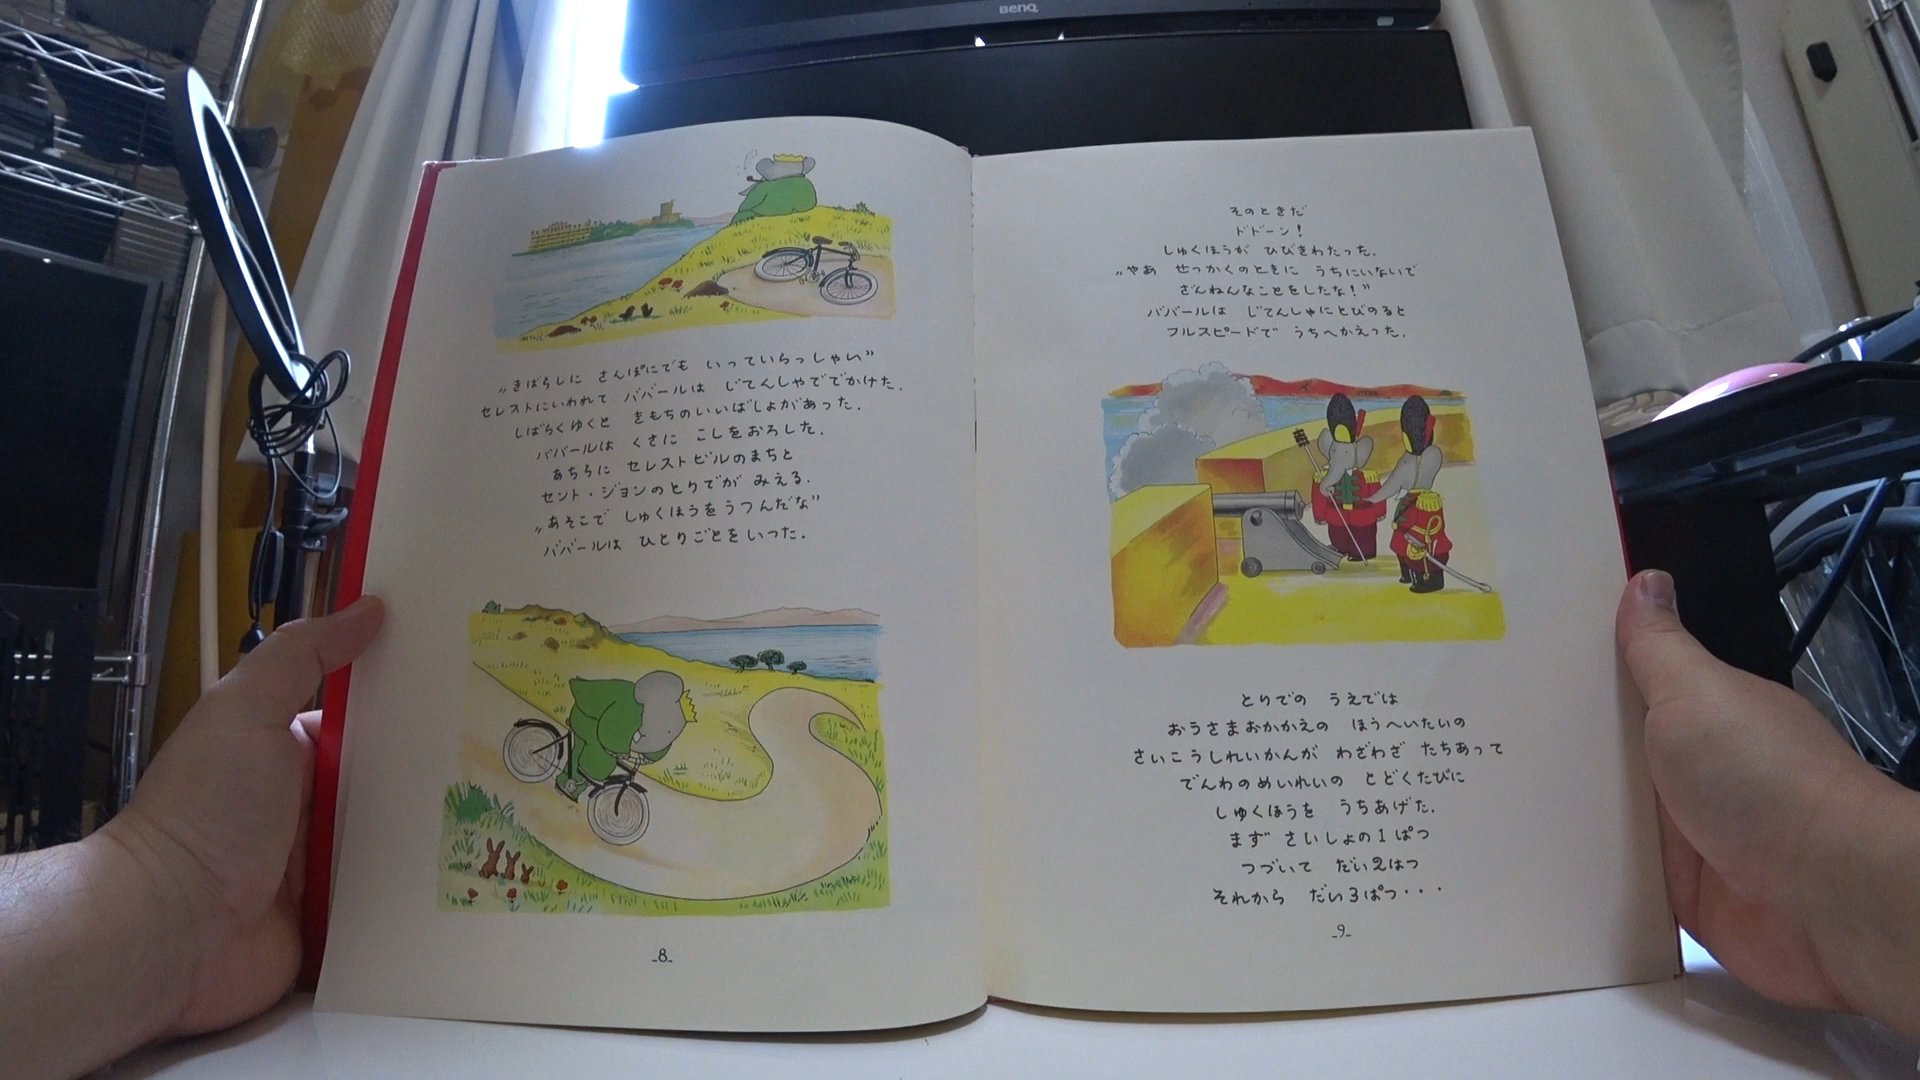 BenQ
„きばらしに さんぽにでも いっていらっしゃい”
セレストにいわれて ババールは じてんしゃででかけた.
しばらくゆくと きもちのいいばしょがあった.
ババールは くさに こしをおろした.
あちらに セレストビルのまちと
セント・ジョンのとりでが みえる.
„あそこで しゅくほうをうつんだな”
ババールは ひとりごとをいった.
_8_
そのときだ
ドドーン!
しゅくほうが ひびきわたった.
„やあ せっかくのときに うちにいないで
ざんねんなことをしたな!”
ババールは じてんしゃにとびのると
フルスピードで うちへかえった.
とりでの うえでは
おうさまおかかえの ほうへいたいの
さいこうしれいかんが わざわざ たちあって
でんわのめいれいの とどくたびに
しゅくほうを うちあげた.
まず さいしょの1ぱつ
つづいて だい2はつ
それから だい3ぱつ・・・
_9_